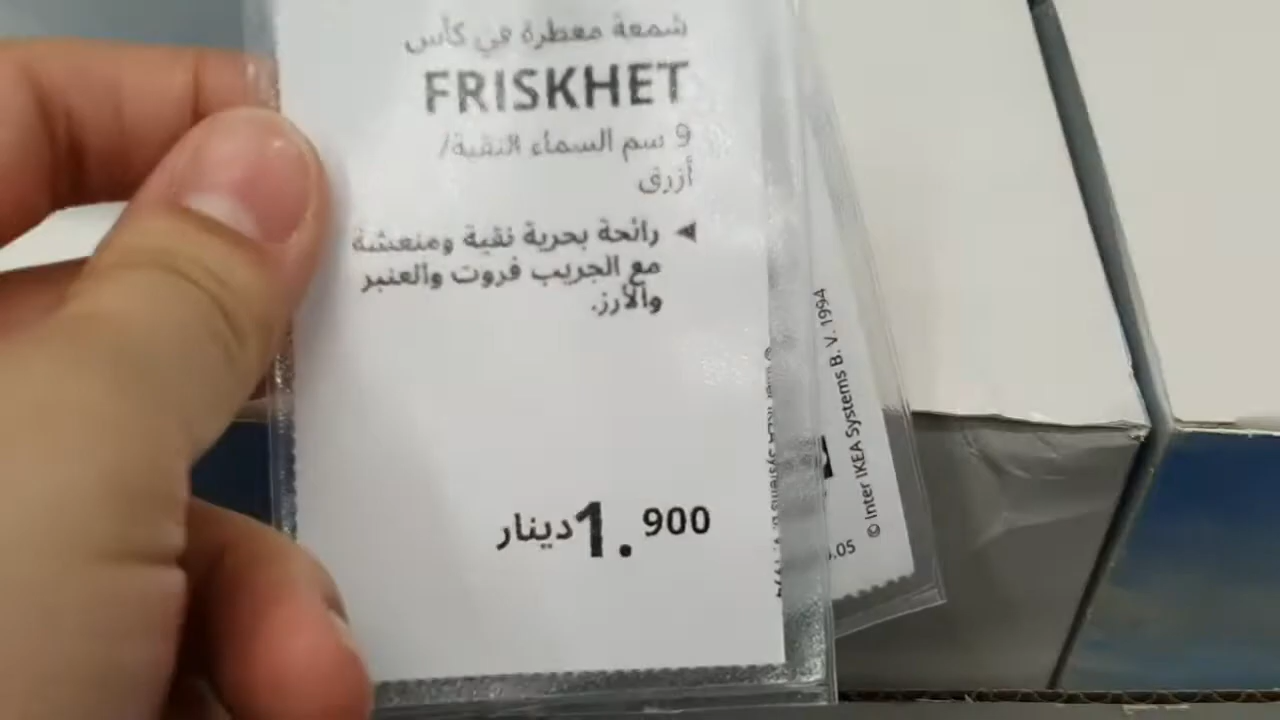 شمعة معطرة في كأس
FRISKHET
9 سم السماء النقية/
أزرق
◀ رائحة بحرية نقية ومنعشة
مع الجريب فروت والعنبر
والأرز.
1.900 دينار
© Inter IKEA Systems B. V. 1994